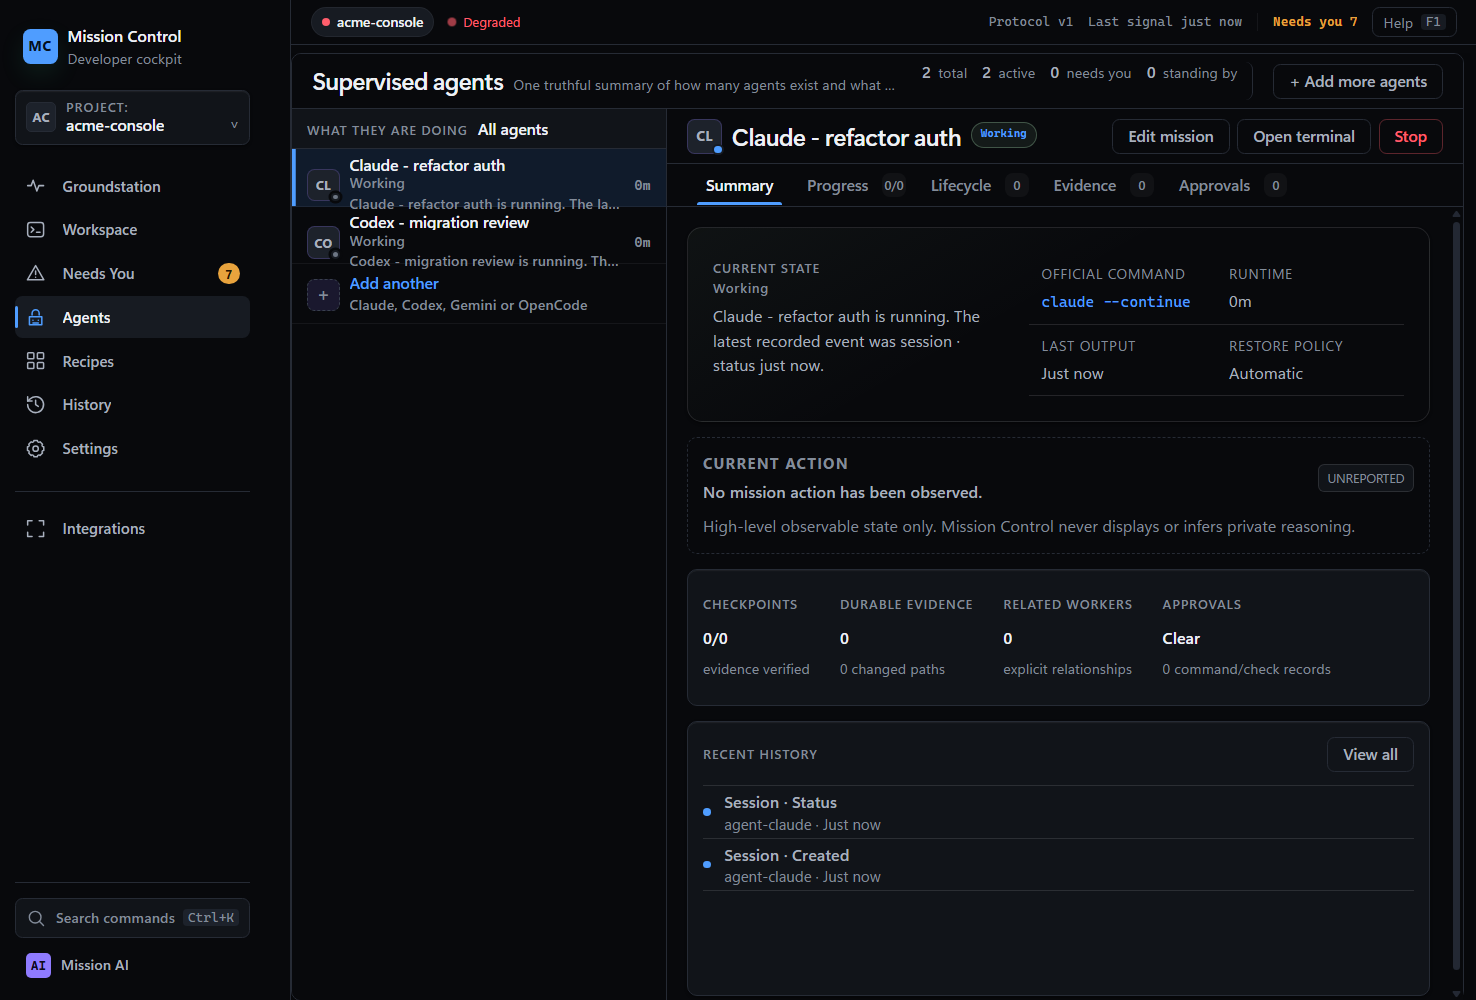 MC
Mission Control
Developer cockpit
AC
PROJECT:
acme-console
v
Groundstation
Workspace
Needs You
7
Agents
Recipes
History
Settings
Integrations
Search commands
Ctrl+K
AI
Mission AI
acme-console
Degraded
Protocol v1
Last signal just now
Needs you 7
Help F1
Supervised agents
One truthful summary of how many agents exist and what ...
2 total
2 active
0 needs you
0 standing by
+ Add more agents
WHAT THEY ARE DOING
All agents
CL
Claude - refactor auth
Working
Claude - refactor auth is running. The la...
0m
CO
Codex - migration review
Working
Codex - migration review is running. Th...
0m
+
Add another
Claude, Codex, Gemini or OpenCode
CL
Claude - refactor auth
Working
Edit mission
Open terminal
Stop
Summary
Progress 0/0
Lifecycle 0
Evidence 0
Approvals 0
CURRENT STATE
Working
Claude - refactor auth is running. The
latest recorded event was session ·
status just now.
OFFICIAL COMMAND
claude --continue
RUNTIME
0m
LAST OUTPUT
Just now
RESTORE POLICY
Automatic
CURRENT ACTION
No mission action has been observed.
High-level observable state only. Mission Control never displays or infers private reasoning.
UNREPORTED
CHECKPOINTS
0/0
evidence verified
DURABLE EVIDENCE
0
0 changed paths
RELATED WORKERS
0
explicit relationships
APPROVALS
Clear
0 command/check records
RECENT HISTORY
View all
Session · Status
agent-claude · Just now
Session · Created
agent-claude · Just now